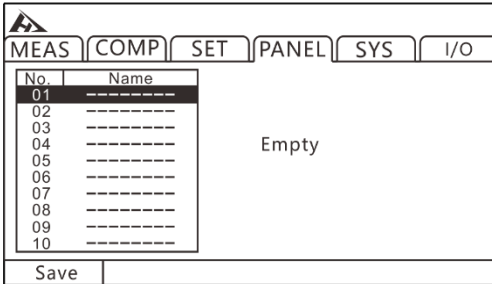 MEAS COMP SET PANEL SYS I/O
No. Name
01 --------
02 --------
03 --------
04 --------
05 --------
06 --------
07 --------
08 --------
09 --------
10 --------
Empty
Save